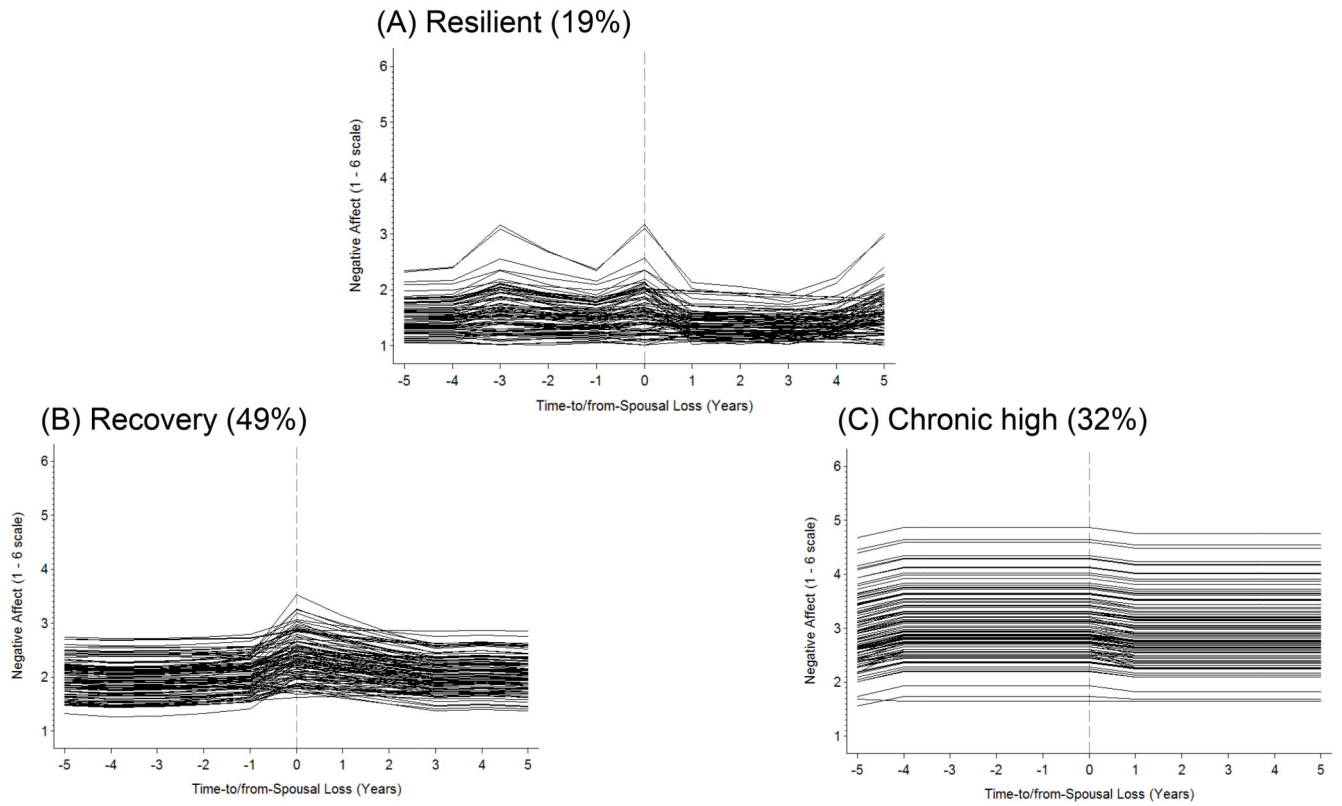 (A) Resilient (19%)
Negative Affect (1 - 6 scale)
6
5
4
3
2
1
-5 -4 -3 -2 -1 0 1 2 3 4 5
Time-to/from-Spousal Loss (Years)
(B) Recovery (49%)
Negative Affect (1 - 6 scale)
6
5
4
3
2
1
-5 -4 -3 -2 -1 0 1 2 3 4 5
Time-to/from-Spousal Loss (Years)
(C) Chronic high (32%)
Negative Affect (1 - 6 scale)
6
5
4
3
2
1
-5 -4 -3 -2 -1 0 1 2 3 4 5
Time-to/from-Spousal Loss (Years)